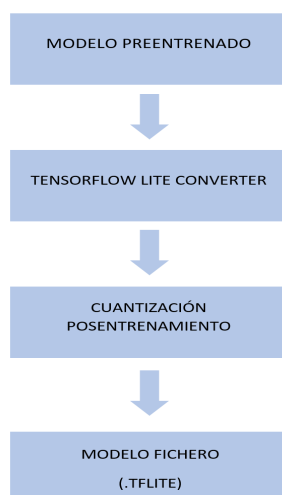 MODELO PREENTRENADO
TENSORFLOW LITE CONVERTER
CUANTIZACIÓN
POSENTRENAMIENTO
MODELO FICHERO
(.TFLITE)